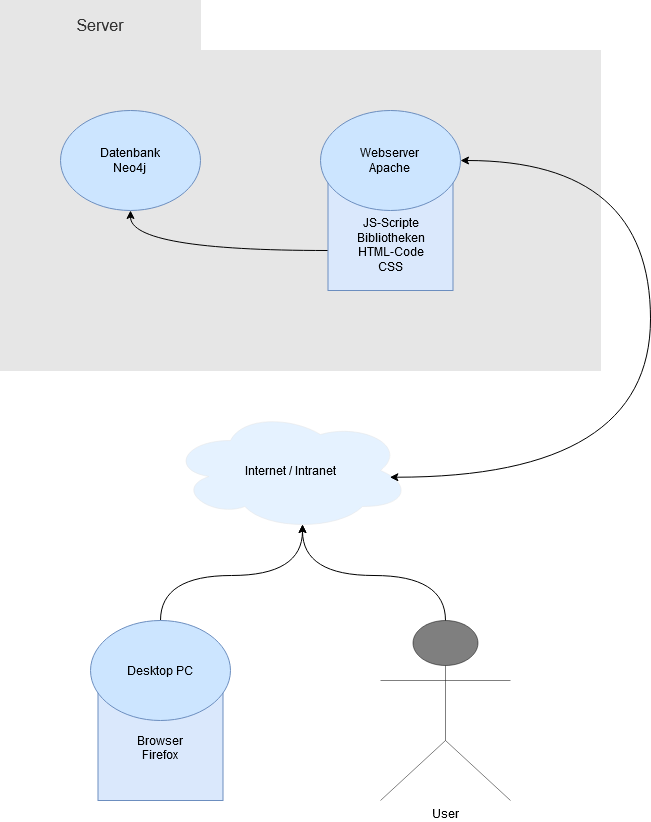 Server
Datenbank
Neo4j
Webserver
Apache
JS-Scripte
Bibliotheken
HTML-Code
CSS
Internet / Intranet
Desktop PC
Browser
Firefox
User